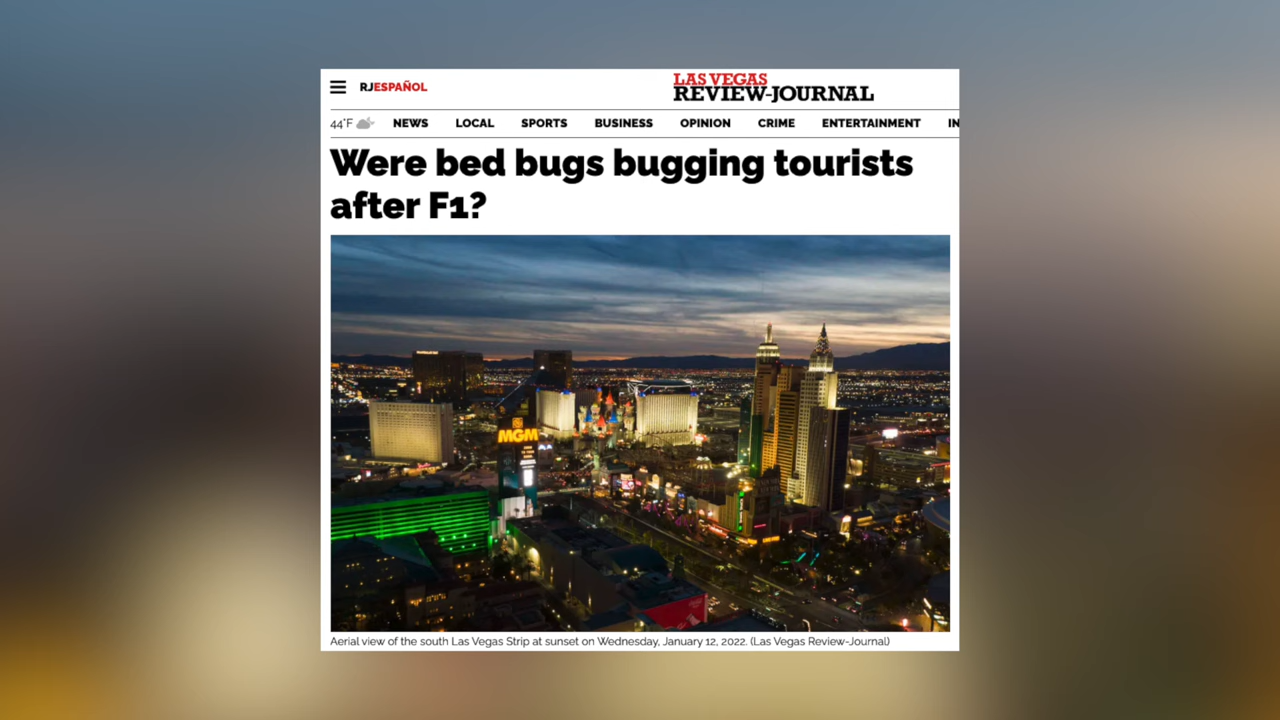 RJESPAÑOL
LAS VEGAS
REVIEW-JOURNAL
44°F NEWS LOCAL SPORTS BUSINESS OPINION CRIME ENTERTAINMENT IN
Were bed bugs bugging tourists
after F1?
MGM
Aerial view of the south Las Vegas Strip at sunset on Wednesday, January 12, 2022. (Las Vegas Review-Journal)